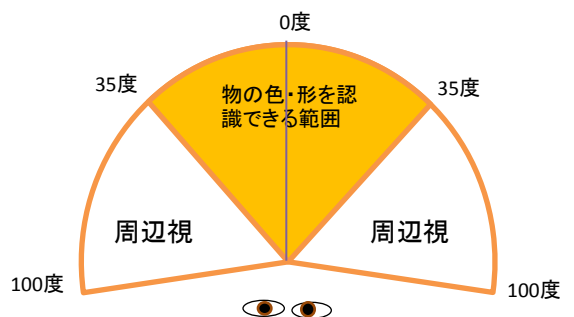 0度
35度
35度
物の色・形を認
識できる範囲
周辺視
周辺視
100度
100度